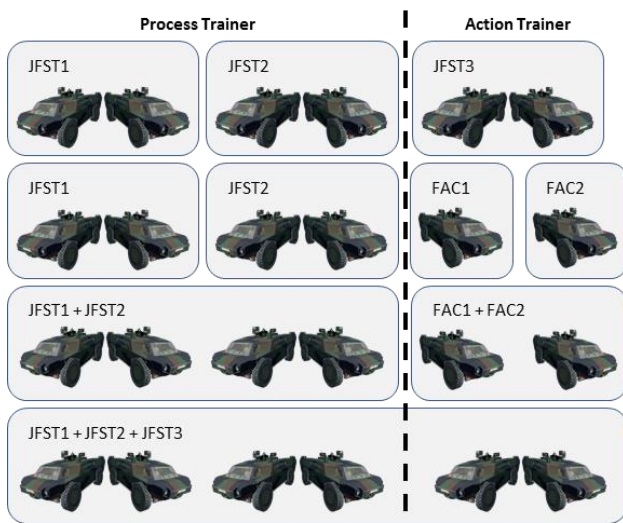 Process Trainer
Action Trainer
JFST1
JFST2
JFST3
JFST1
JFST2
FAC1
FAC2
JFST1 + JFST2
FAC1 + FAC2
JFST1 + JFST2 + JFST3